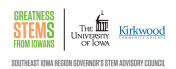 GREATNESS
STEMS
FROM IOWANS
THE
UNIVERSITY
OF IOWA
Kirkwood
COMMUNITY COLLEGE
SOUTHEAST IOWA REGION GOVERNOR'S STEM ADVISORY COUNCIL